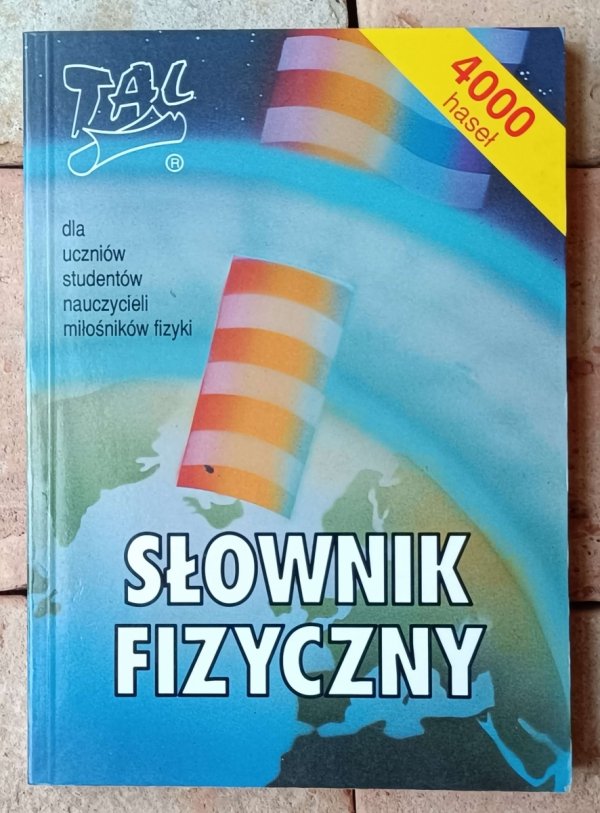 TAL
®
4000
haseł
dla
uczniów
studentów
nauczycieli
miłośników fizyki
SŁOWNIK
FIZYCZNY